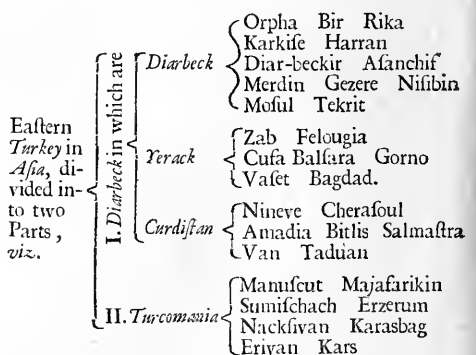 Eaſtern
Turkey in
Aſia, di-
vided in-
to two
Parts,
viz.
I. Diarbeck in which are
Diarbeck
Orpha Bir Rika
Karkiſe Harran
Diar-beckir Aſanchif
Merdin Gezere Niſibin
Moſul Tekrit
Yerack
Zab Felougia
Cufa Balſara Gorno
Vaſet Bagdad.
Curdiſtan
Nineve Cheraſoul
Amadia Bitlis Salmaſtra
Van Taduan
II. Turcomania
Manuſcut Majafarikin
Sumiſchach Erzerum
Nackſivan Karasbag
Erivan Kars